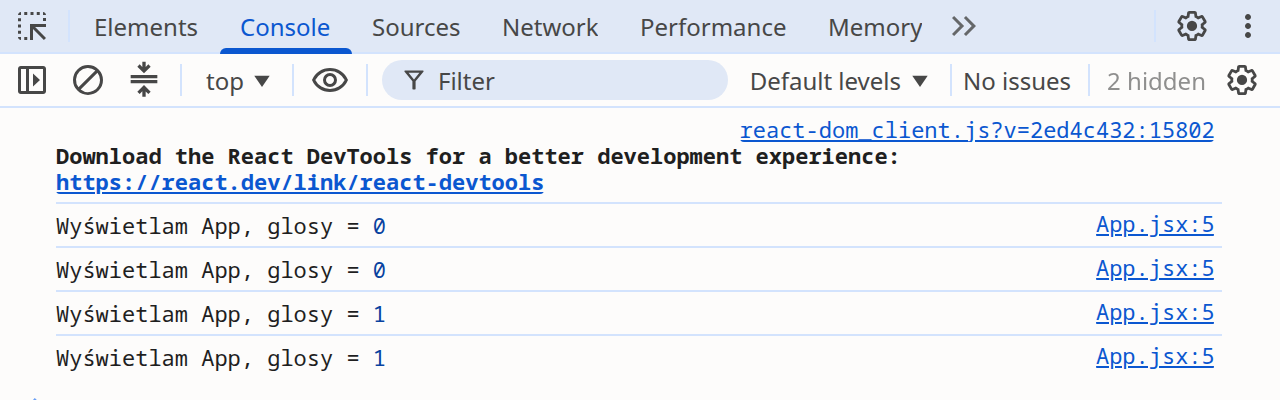 Elements Console Sources Network Performance Memory
top Filter Default levels No issues 2 hidden
react-dom_client.js?v=2ed4c432:15802
Download the React DevTools for a better development experience:
https://react.dev/link/react-devtools
Wyświetlam App, glosy = 0 App.jsx:5
Wyświetlam App, glosy = 0 App.jsx:5
Wyświetlam App, glosy = 1 App.jsx:5
Wyświetlam App, glosy = 1 App.jsx:5